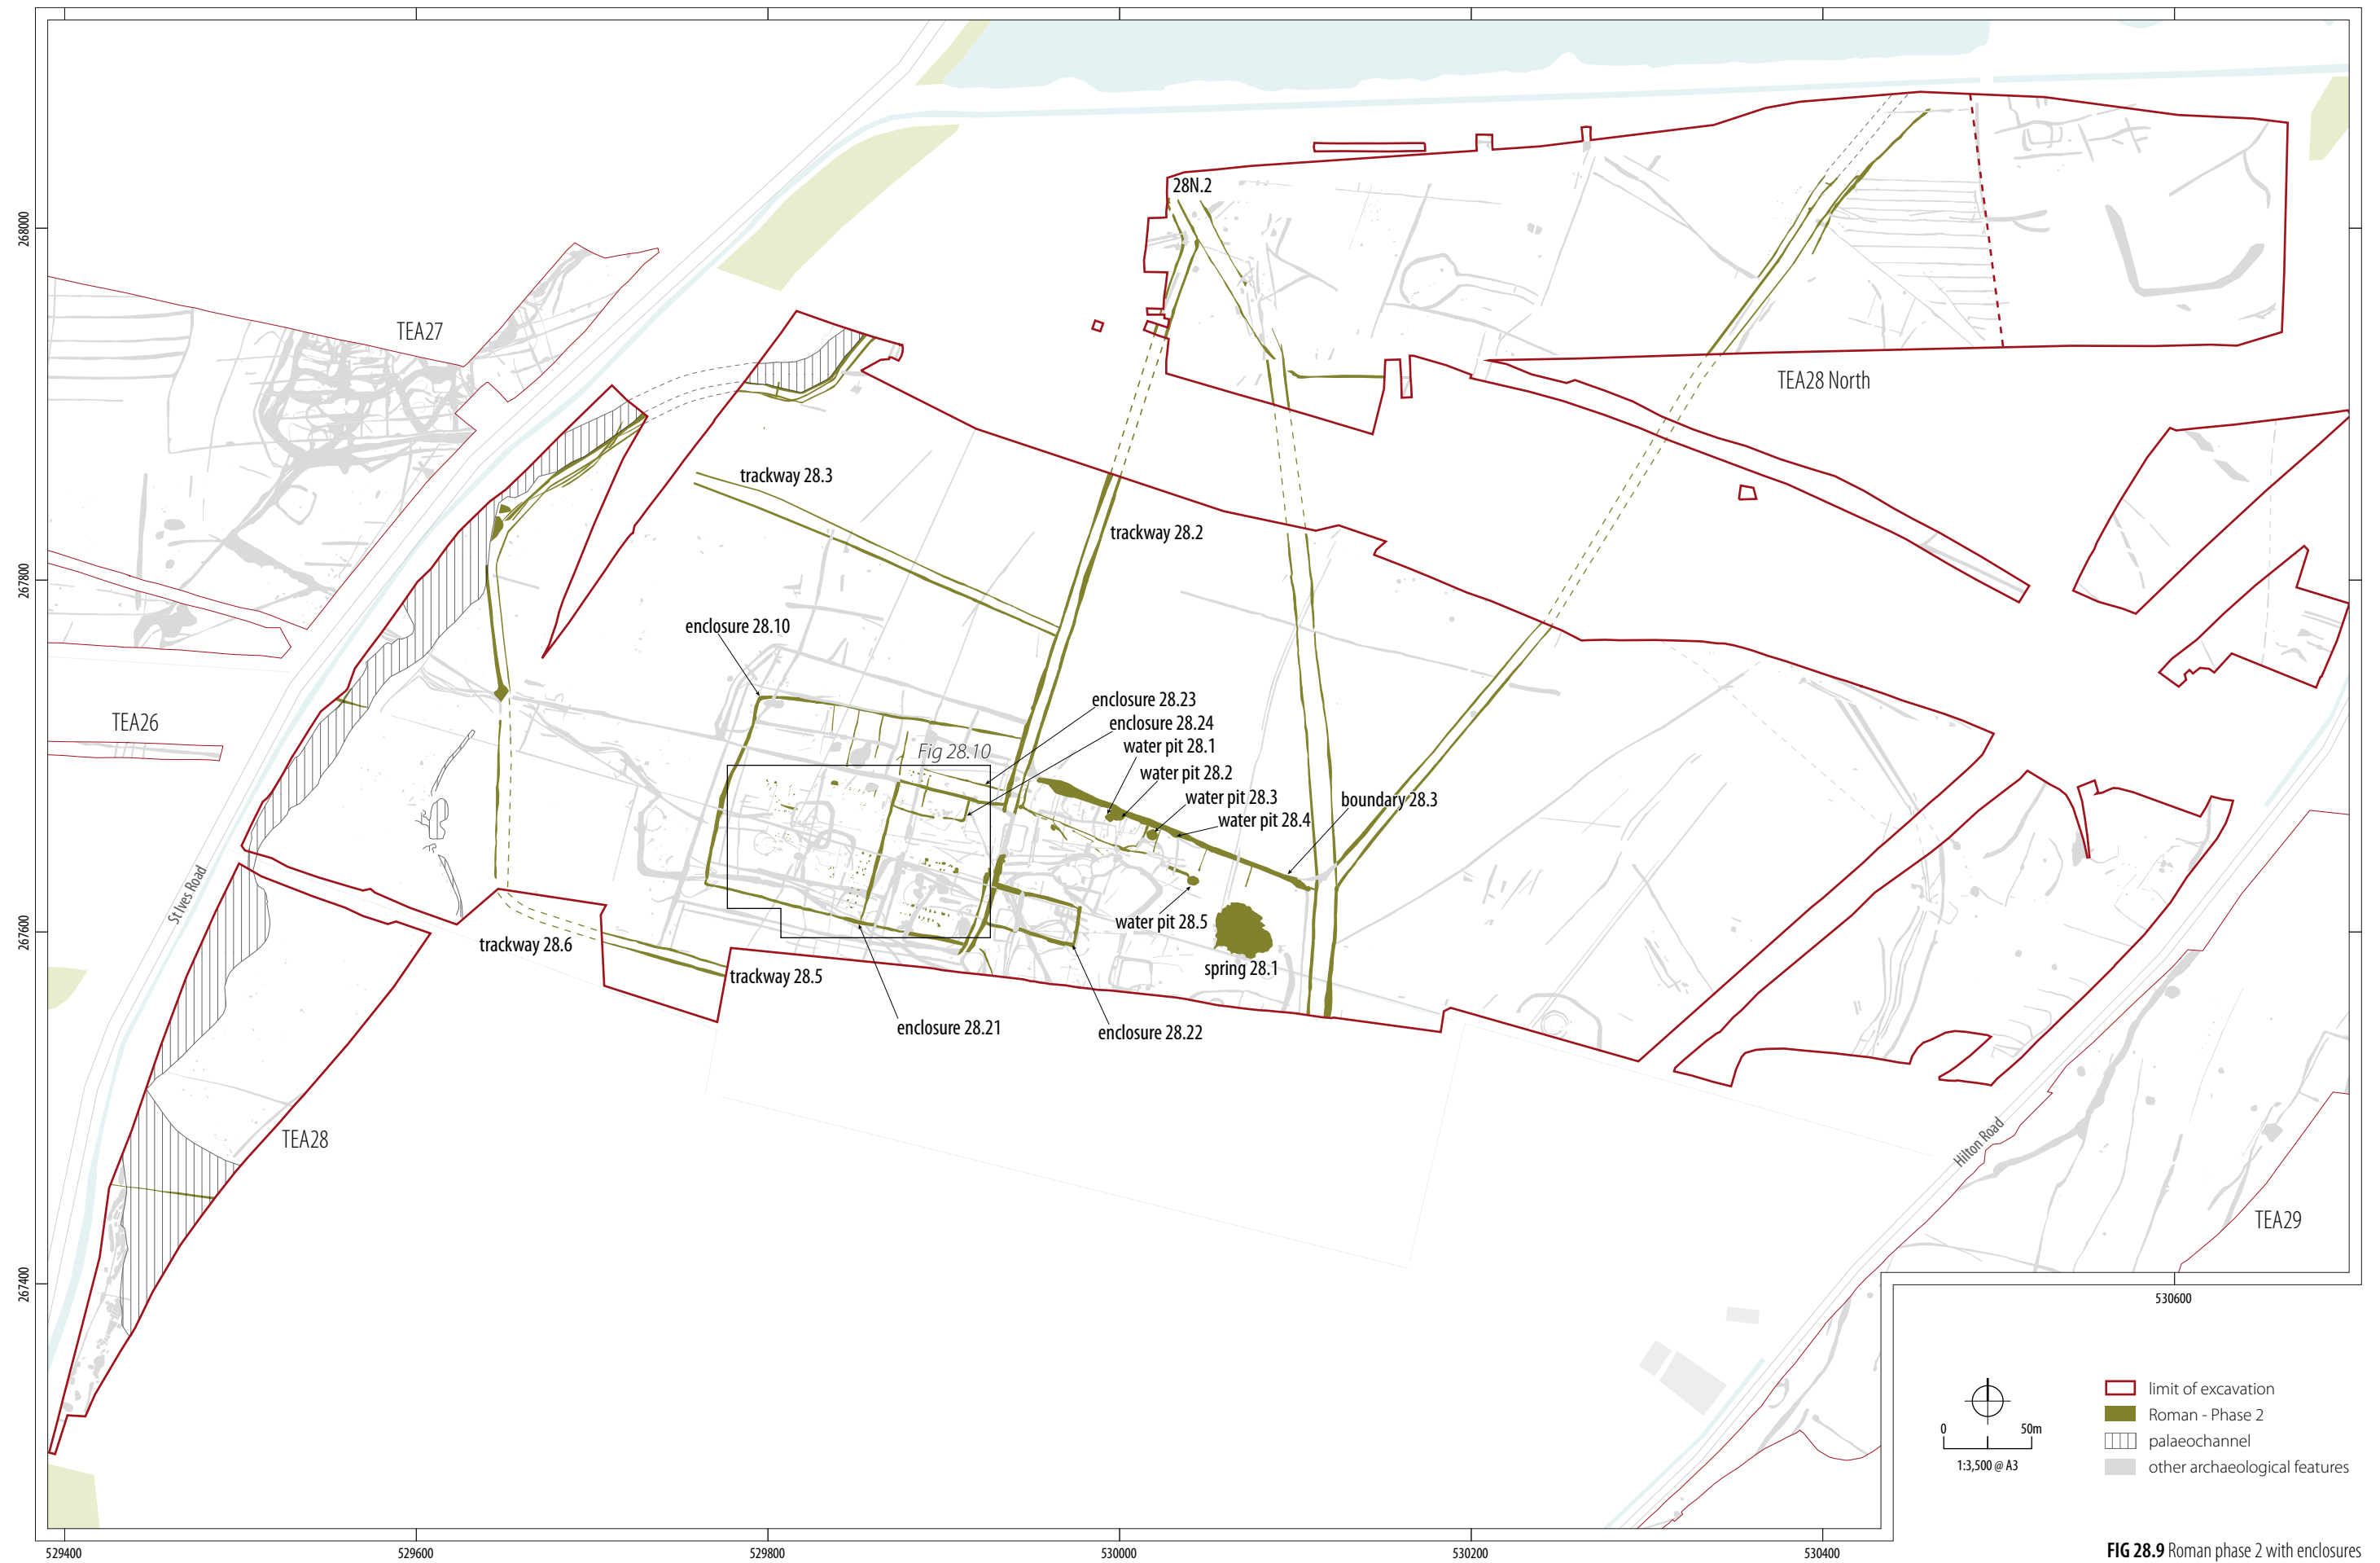 28N.2
268000
TEA27
TEA28 North
trackway 28.3
trackway 28.2
267800
enclosure 28.10
enclosure 28.23
enclosure 28.24
TEA26
Fig 28.10
water pit 28.1
water pit 28.2
water pit 28.3
boundary 28.3
water pit 28.4
St Ives Road
water pit 28.5
267600
trackway 28.6
spring 28.1
trackway 28.5
enclosure 28.21
enclosure 28.22
TEA28
Hilton Road
TEA29
267400
530600
limit of excavation
Roman - Phase 2
palaeochannel
other archaeological features
0 50m
1:3,500 @ A3
529400 529600 529800 530000 530200 530400
FIG 28.9 Roman phase 2 with enclosures